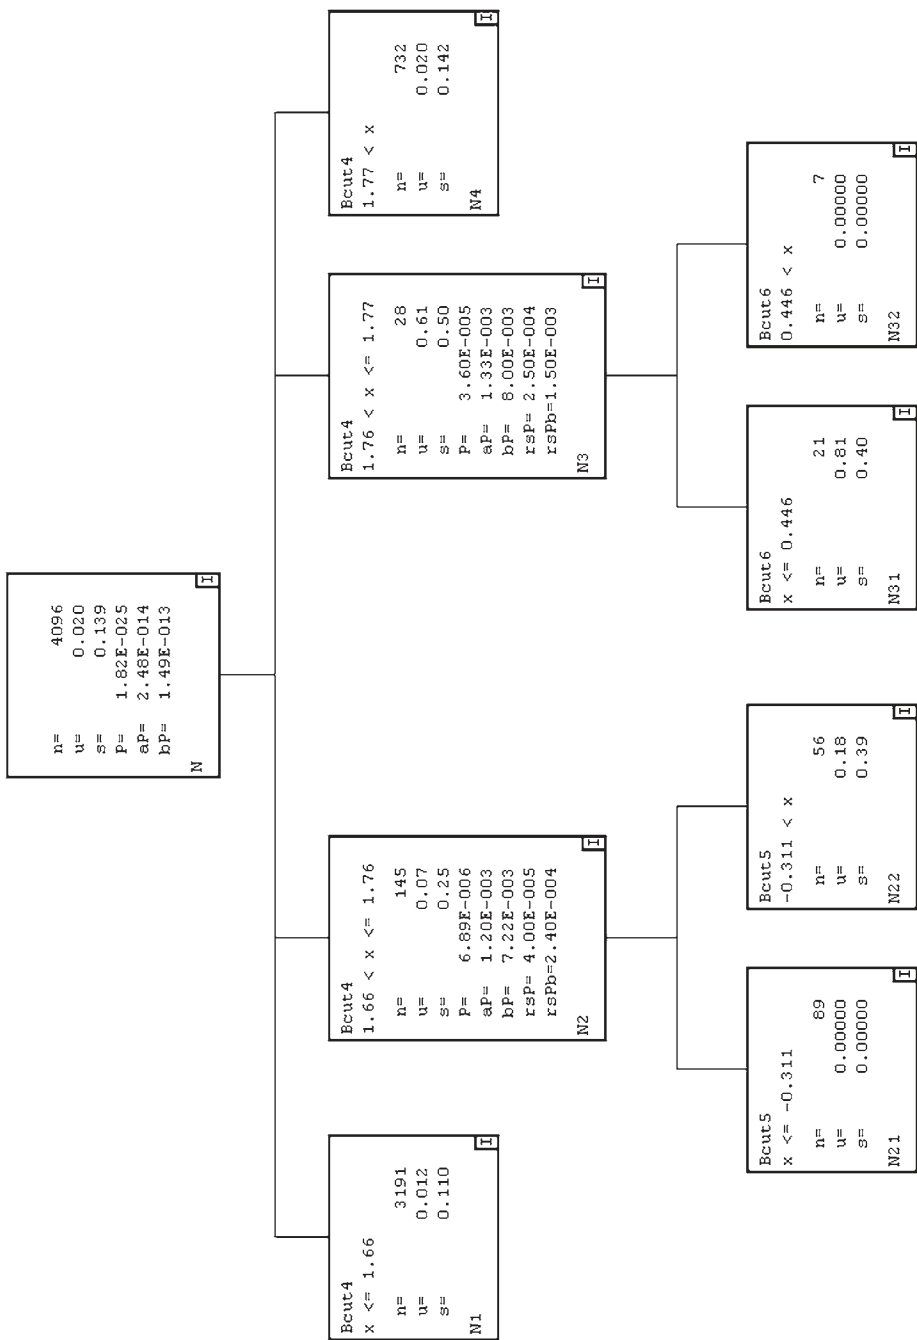 n= 4096
u= 0.020
s= 0.139
P= 1.82E-025
aP= 2.48E-014
bP= 1.49E-013
N
I
Bcut4
x <= 1.66
n= 3191
u= 0.012
s= 0.110
N1
I
Bcut4
1.66 < x <= 1.76
n= 145
u= 0.07
s= 0.25
P= 6.89E-006
aP= 1.20E-003
bP= 7.22E-003
rsP= 4.00E-005
rsPb=2.40E-004
N2
I
Bcut4
1.76 < x <= 1.77
n= 28
u= 0.61
s= 0.50
P= 3.60E-005
aP= 1.33E-003
bP= 8.00E-003
rsP= 2.50E-004
rsPb=1.50E-003
N3
I
Bcut4
1.77 < x
n= 732
u= 0.020
s= 0.142
N4
I
Bcut5
x <= -0.311
n= 89
u= 0.00000
s= 0.00000
N21
I
Bcut5
-0.311 < x
n= 56
u= 0.18
s= 0.39
N22
I
Bcut6
x <= 0.446
n= 21
u= 0.81
s= 0.40
N31
I
Bcut6
0.446 < x
n= 7
u= 0.00000
s= 0.00000
N32
I